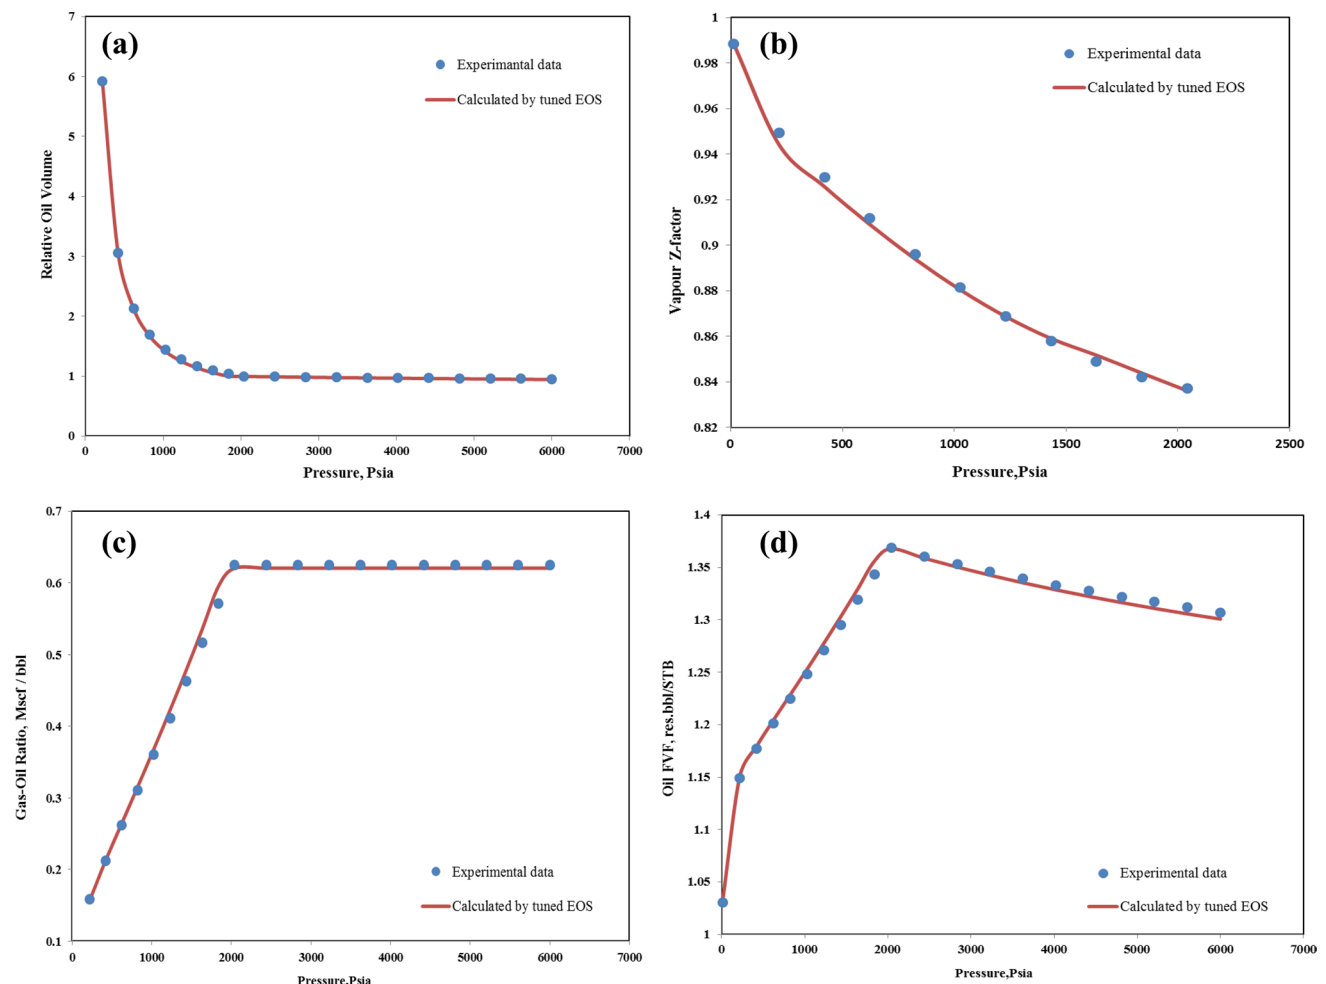 (a)
7
6
5
4
3
2
1
0
0 1000 2000 3000 4000 5000 6000 7000
Relative Oil Volume
Pressure, Psia
Experimantal data
Calculated by tuned EOS
(b)
1
0.98
0.96
0.94
0.92
0.9
0.88
0.86
0.84
0.82
0 500 1000 1500 2000 2500
Vapour Z-factor
Pressure,Psia
Experimental data
Calculated by tuned EOS
(c)
0.7
0.6
0.5
0.4
0.3
0.2
0.1
0 1000 2000 3000 4000 5000 6000 7000
Gas-Oil Ratio, Mscf / bbl
Pressure,Psia
Experimental data
Calculated by tuned EOS
(d)
1.4
1.35
1.3
1.25
1.2
1.15
1.1
1.05
1
0 1000 2000 3000 4000 5000 6000 7000
Oil FVF, res.bbl/STB
Pressure,Psia
Experimental data
Calculated by tuned EOS